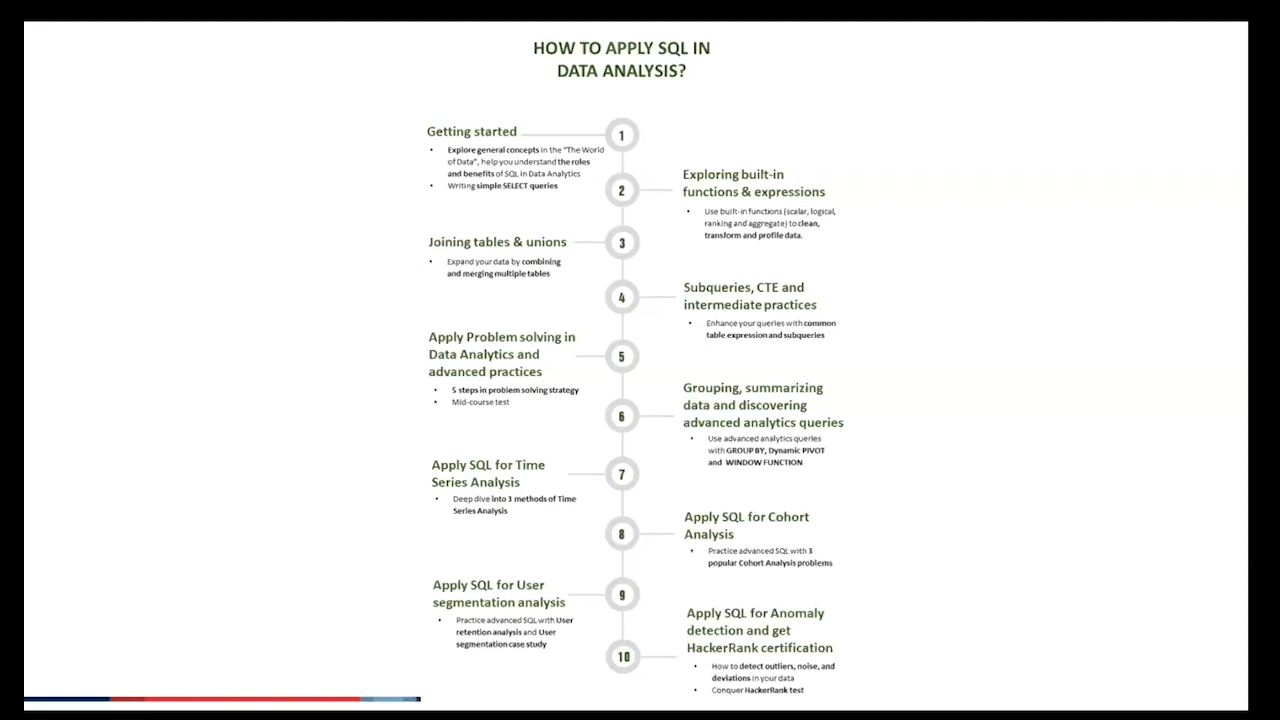 HOW TO APPLY SQL IN
DATA ANALYSIS?
Getting started
1
• Explore general concepts in the "The World
of Data", help you understand the roles
and benefits of SQL in Data Analytics
• Writing simple SELECT queries
2
Exploring built-in
functions & expressions
• Use built-in functions (scalar, logical,
ranking and aggregate) to clean,
transform and profile data.
Joining tables & unions
3
• Expand your data by combining
and merging multiple tables
4
Subqueries, CTE and
intermediate practices
• Enhance your queries with common
table expression and subqueries
Apply Problem solving in
Data Analytics and
advanced practices
5
• 5 steps in problem solving strategy
• Mid-course test
6
Grouping, summarizing
data and discovering
advanced analytics queries
• Use advanced analytics queries
with GROUP BY, Dynamic PIVOT
and WINDOW FUNCTION
Apply SQL for Time
Series Analysis
7
• Deep dive into 3 methods of Time
Series Analysis
8
Apply SQL for Cohort
Analysis
• Practice advanced SQL with 3
popular Cohort Analysis problems
Apply SQL for User
segmentation analysis
9
• Practice advanced SQL with User
retention analysis and User
segmentation case study
10
Apply SQL for Anomaly
detection and get
HackerRank certification
• How to detect outliers, noise, and
deviations in your data
• Conquer HackerRank test